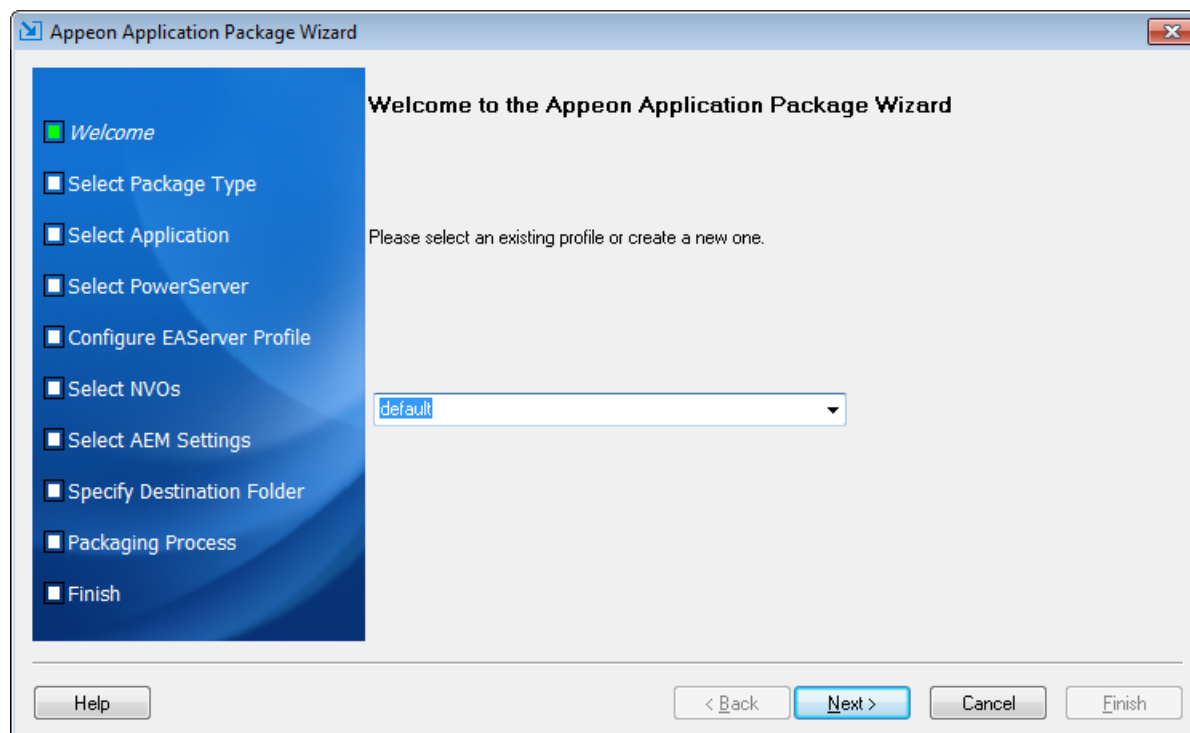 Appeon Application Package Wizard
Welcome to the Appeon Application Package Wizard
Welcome
Select Package Type
Select Application
Please select an existing profile or create a new one.
Select PowerServer
Configure EAServer Profile
Select NVOs
default
Select AEM Settings
Specify Destination Folder
Packaging Process
Finish
Help
< Back
Next >
Cancel
Finish